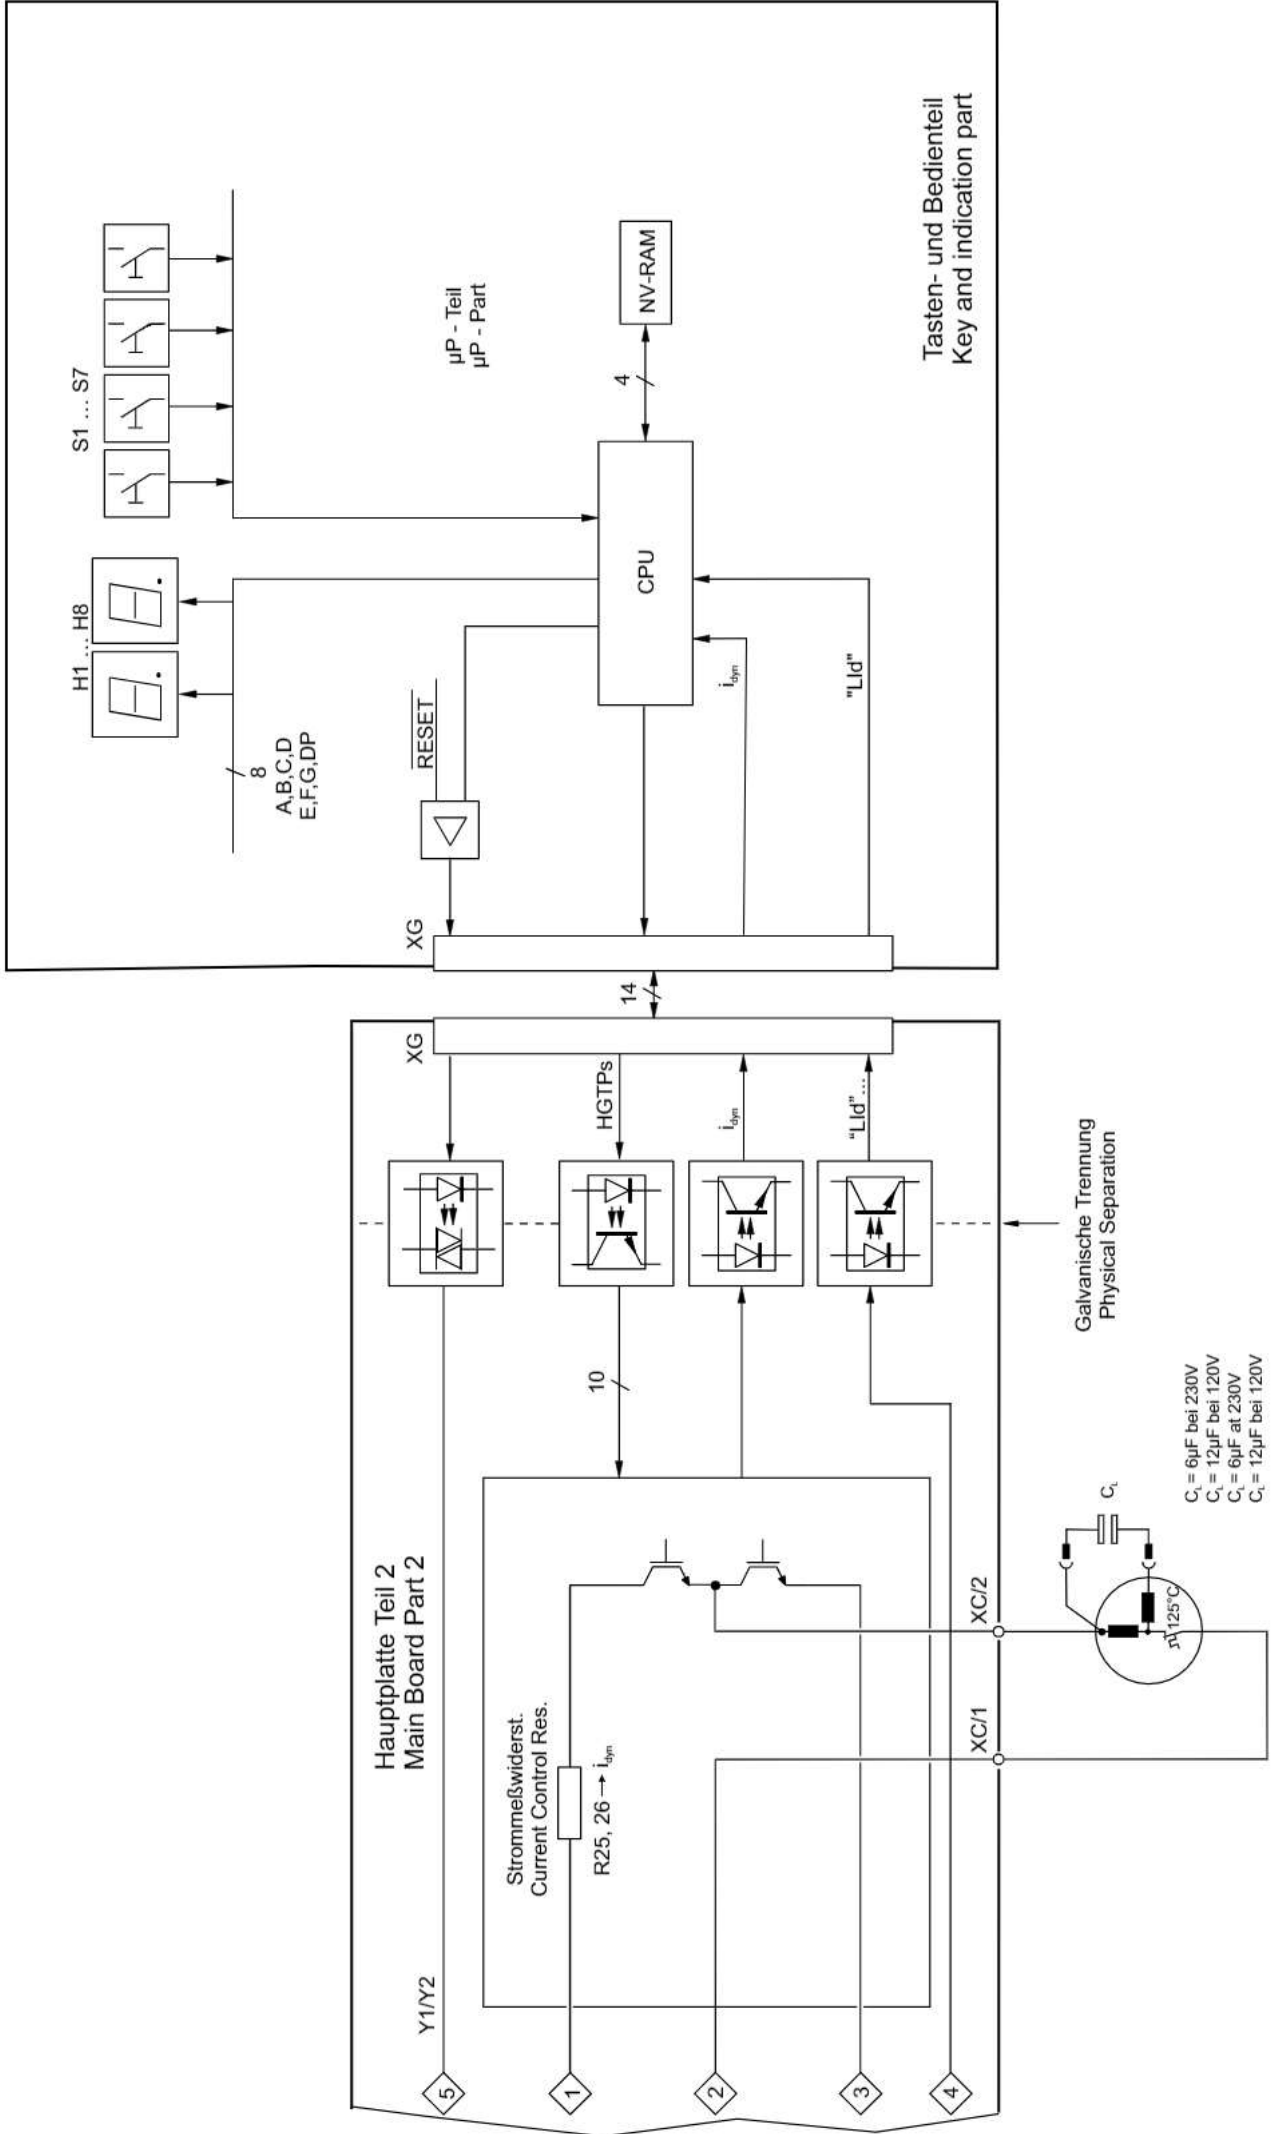 Hauptplatte Teil 2
Main Board Part 2
Y1/Y2
5
1
2
3
4
Strommeßwiderst.
Current Control Res.
R25, 26 → idyn
XC/1
XC/2
10
HGTPs
idyn
"LId"...
XG
14
XG
Galvanische Trennung
Physical Separation
125°C
CL
CL = 6µF bei 230V
CL = 12µF bei 120V
CL = 6µF at 230V
CL = 12µF bei 120V
H1 ... H8
S1 ... S7
8
A,B,C,D
E,F,G,DP
RESET
µP - Teil
µP - Part
CPU
4
NV-RAM
idyn
"LId"
Tasten- und Bedienteil
Key and indication part